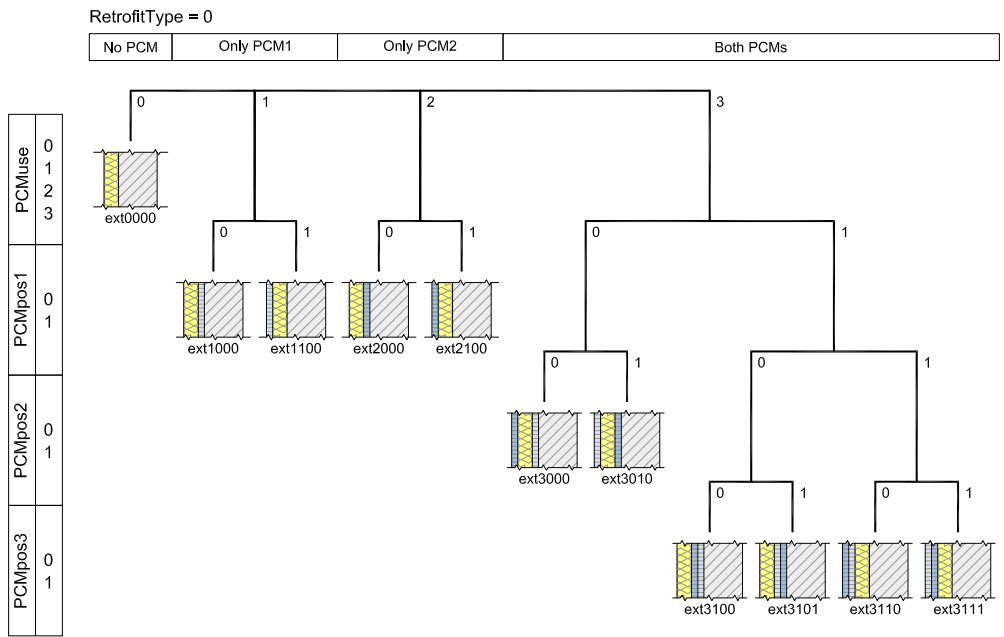 RetrofitType = 0
No PCM Only PCM1 Only PCM2 Both PCMs
0 1 2 3
PCMuse
0
1
2
3
ext0000
0 1 0 1 0 1
PCMpos1
0
1
ext1000 ext1100 ext2000 ext2100
0 1 0 1
PCMpos2
0
1
ext3000 ext3010
0 1 0 1
PCMpos3
0
1
ext3100 ext3101 ext3110 ext3111